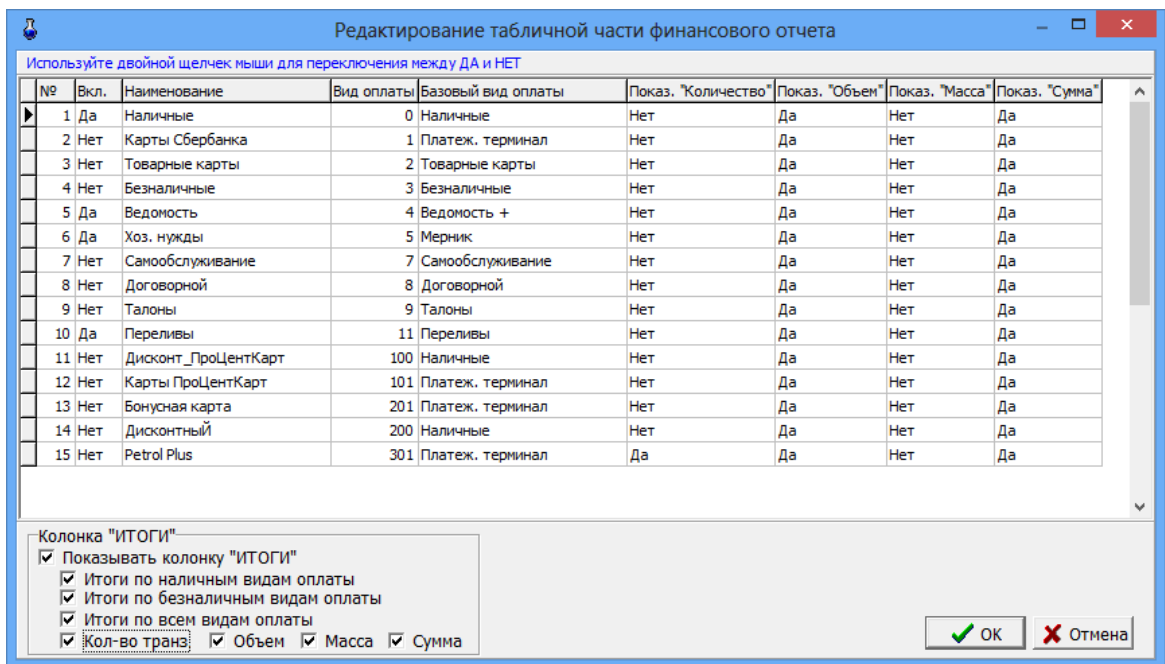 Редактирование табличной части финансового отчета
Используйте двойной щелчек мыши для переключения между ДА и НЕТ
№ Вкл. Наименование Вид оплаты Базовый вид оплаты Показ. "Количество" Показ. "Объем" Показ. "Масса" Показ. "Сумма"
1 Да Наличные 0 Наличные Нет Да Нет Да
2 Нет Карты Сбербанка 1 Платеж. терминал Нет Да Нет Да
3 Нет Товарные карты 2 Товарные карты Нет Да Нет Да
4 Нет Безналичные 3 Безналичные Нет Да Нет Да
5 Да Ведомость 4 Ведомость + Нет Да Нет Да
6 Да Хоз. нужды 5 Мерник Нет Да Нет Да
7 Нет Самообслуживание 7 Самообслуживание Нет Да Нет Да
8 Нет Договорной 8 Договорной Нет Да Нет Да
9 Нет Талоны 9 Талоны Нет Да Нет Да
10 Да Переливы 11 Переливы Нет Да Нет Да
11 Нет Дисконт_ПроЦентКарт 100 Наличные Нет Да Нет Да
12 Нет Карты ПроЦентКарт 101 Платеж. терминал Нет Да Нет Да
13 Нет Бонусная карта 201 Платеж. терминал Нет Да Нет Да
14 Нет ДисконтныЙ 200 Наличные Нет Да Нет Да
15 Нет Petrol Plus 301 Платеж. терминал Да Да Нет Да
Колонка "ИТОГИ"
Показывать колонку "ИТОГИ"
Итоги по наличным видам оплаты
Итоги по безналичным видам оплаты
Итоги по всем видам оплаты
Кол-во транз Объем Масса Сумма
OK Отмена